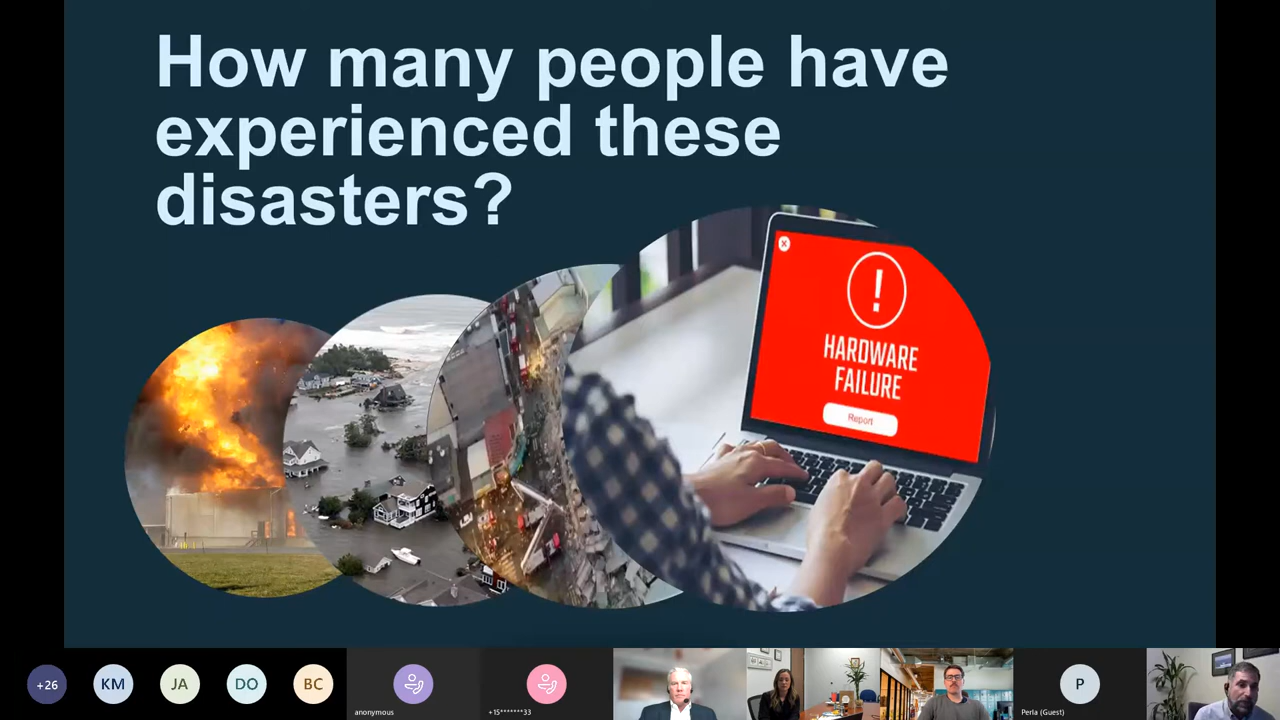 How many people have
experienced these
disasters?
HARDWARE
FAILURE
Report
+26
KM
JA
DO
BC
anonymous
+15*******33
P
Perla (Guest)